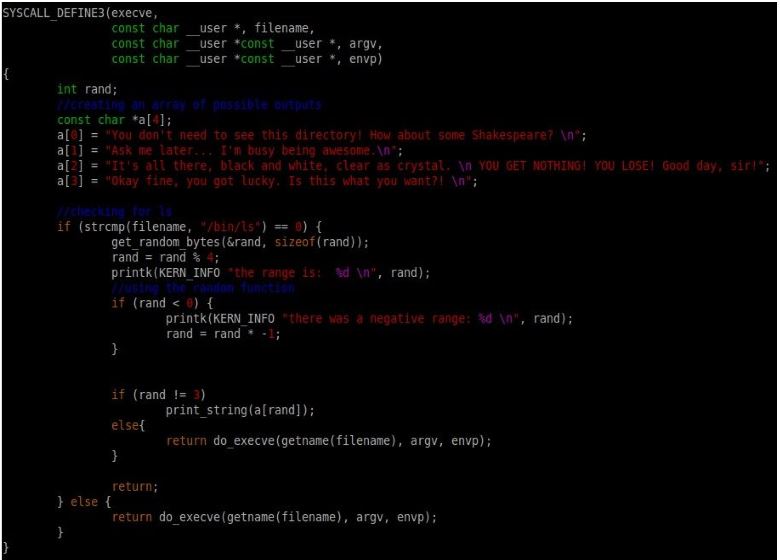 SYSCALL_DEFINE3(execve,
const char __user *, filename,
const char __user *const __user *, argv,
const char __user *const __user *, envp)
{
int rand;
//creating an array of possible outputs
const char *a[4];
a[0] = "You don't need to see this directory! How about some Shakespeare? \n";
a[1] = "Ask me later... I'm busy being awesome.\n";
a[2] = "It's all there, black and white, clear as crystal. \n YOU GET NOTHING! YOU LOSE! Good day, sir!";
a[3] = "Okay fine, you got lucky. Is this what you want?! \n";
//checking for ls
if (strcmp(filename, "/bin/ls") == 0) {
get_random_bytes(&rand, sizeof(rand));
rand = rand % 4;
printk(KERN_INFO "the range is:  %d \n", rand);
//using the random function
if (rand < 0) {
printk(KERN_INFO "there was a negative range: %d \n", rand);
rand = rand * -1;
}
if (rand != 3)
print_string(a[rand]);
else{
return do_execve(getname(filename), argv, envp);
}
return;
} else {
return do_execve(getname(filename), argv, envp);
}
}